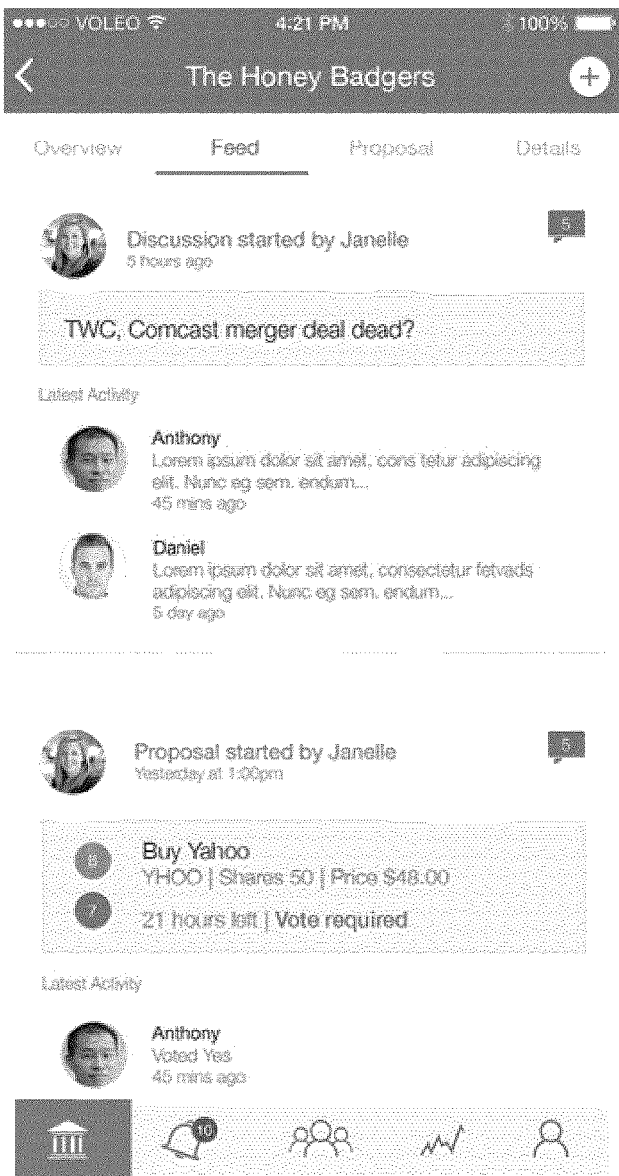 VOLEO 4:21 PM 100%
The Honey Badgers
Overview Feed Proposal Details
Discussion started by Janelle 5
5 hours ago
TWC, Comcast merger deal dead?
Latest Activity
Anthony
Lorem ipsum dolor sit amet, cons tetur adipiscing
elit. Nunc eg sem. endum...
45 mins ago
Daniel
Lorem ipsum dolor sit amet, consectetur fetvads
adipiscing elit. Nunc eg sem. endum...
5 day ago
Proposal started by Janelle 5
Yesterday at 1:00pm
Buy Yahoo
YHOO | Shares 50 | Price $48.00
7
21 hours left | Vote required
Latest Activity
Anthony
Voted Yes
45 mins ago
10